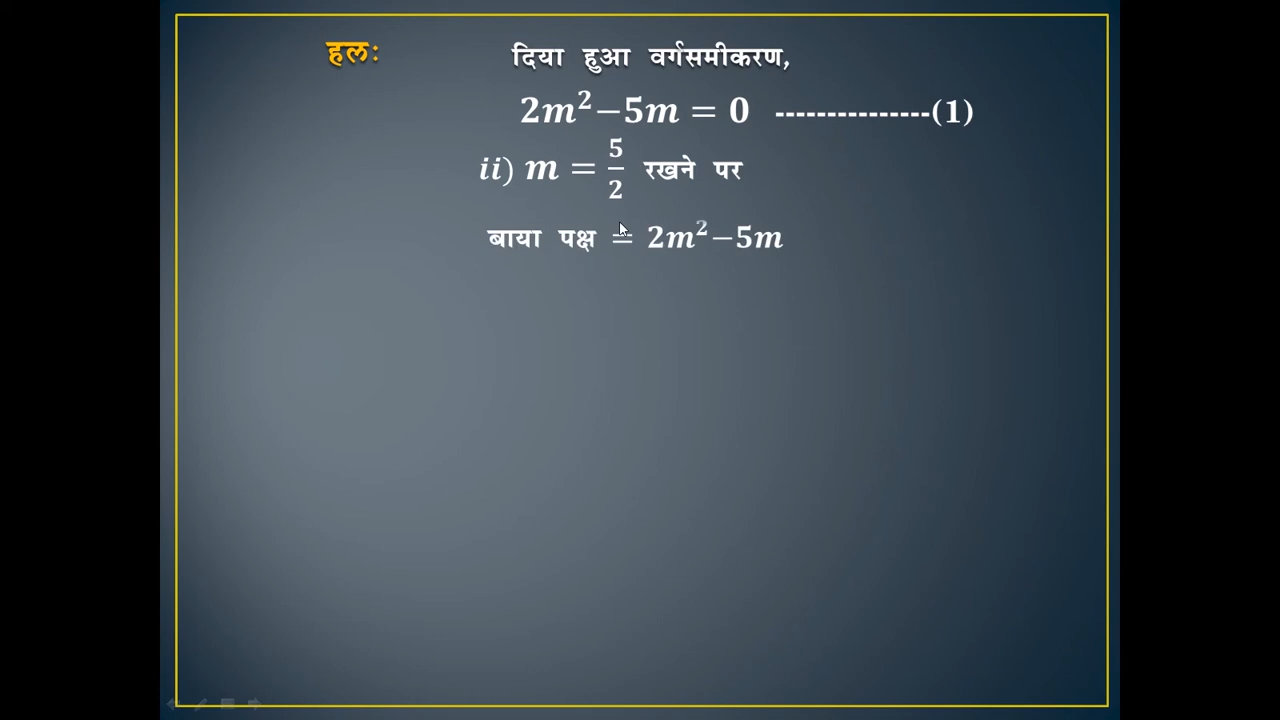 हलः
दिया हुआ वर्गसमीकरण,
2m² − 5m = 0 ---------------(1)
ii) m = 5/2 रखने पर
बाया पक्ष = 2m² − 5m